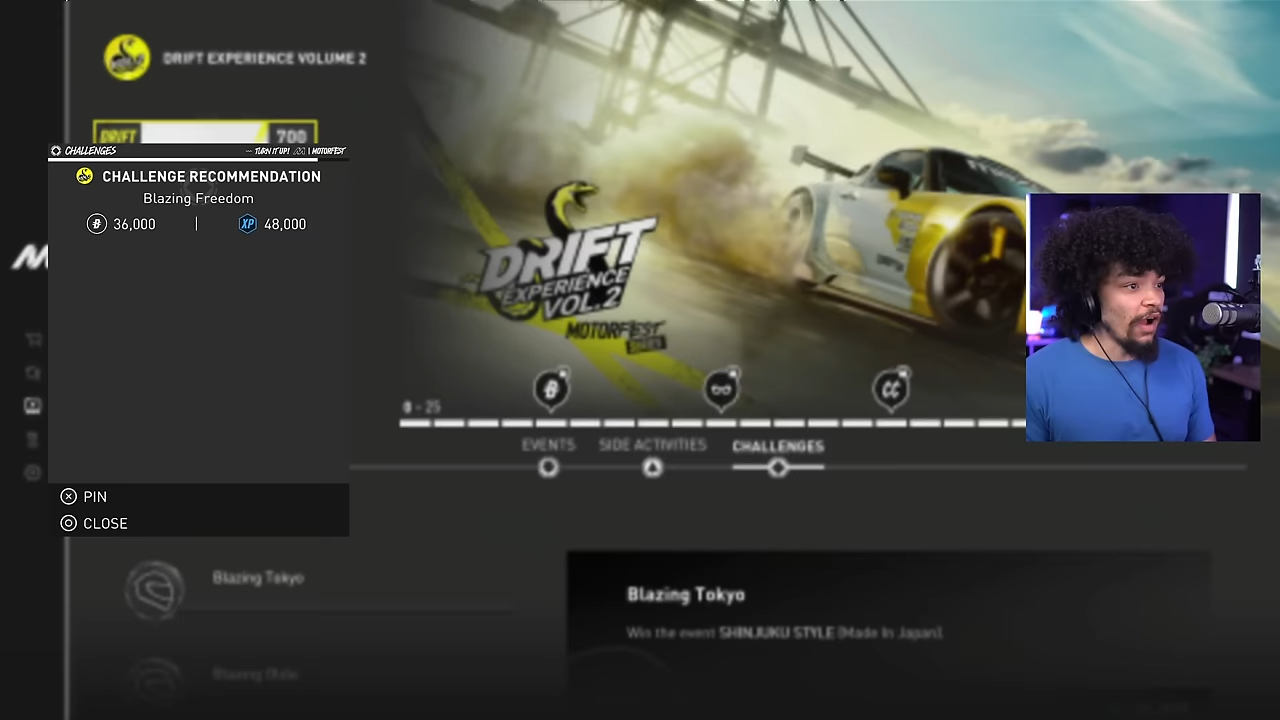 DRIFT EXPERIENCE VOLUME 2
DRIFT 700
CHALLENGES
TURN IT UP! | MOTORFEST
CHALLENGE RECOMMENDATION
Blazing Freedom
36,000 | XP 48,000
DRIFT
EXPERIENCE
VOL.2
MOTORFEST
0 - 25
CC
EVENTS SIDE ACTIVITIES CHALLENGES
PIN
CLOSE
Blazing Tokyo
Blazing Tokyo
Win the event SHINJUKU STYLE (Made In Japan).